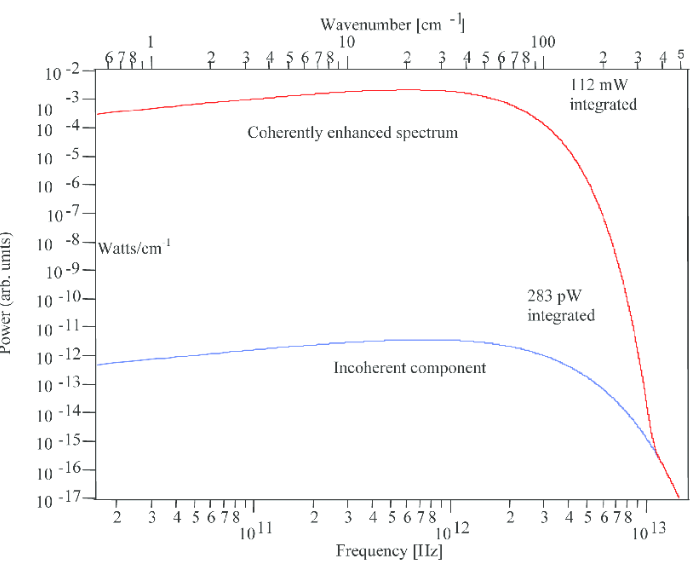 Wavenumber [cm -1]
1 10 100
6 7 8 2 3 4 5 6 7 8 2 3 4 5 6 7 8 2 3 4 5
10 -2
10 -3
10 -4
10 -5
10 -6
10 -7
10 -8
10 -9
10 -10
10 -11
10 -12
10 -13
10 -14
10 -15
10 -16
10 -17
Power (arb. units)
112 mW
integrated
Coherently enhanced spectrum
Watts/cm-1
283 pW
integrated
Incoherent component
2 3 4 5 6 7 8 2 3 4 5 6 7 8 2 3 4 5 6 7 8
10 11 10 12 10 13
Frequency [Hz]